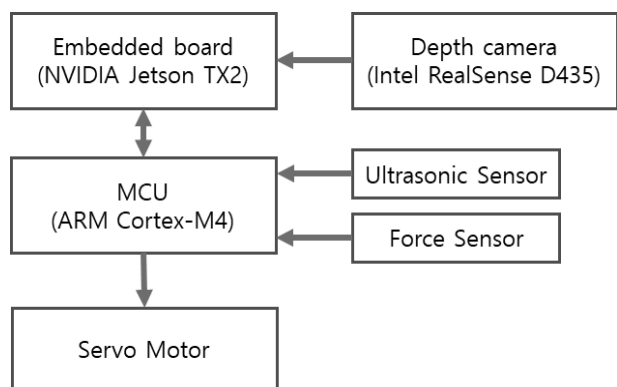 Embedded board
(NVIDIA Jetson TX2)
Depth camera
(Intel RealSense D435)
MCU
(ARM Cortex-M4)
Ultrasonic Sensor
Force Sensor
Servo Motor